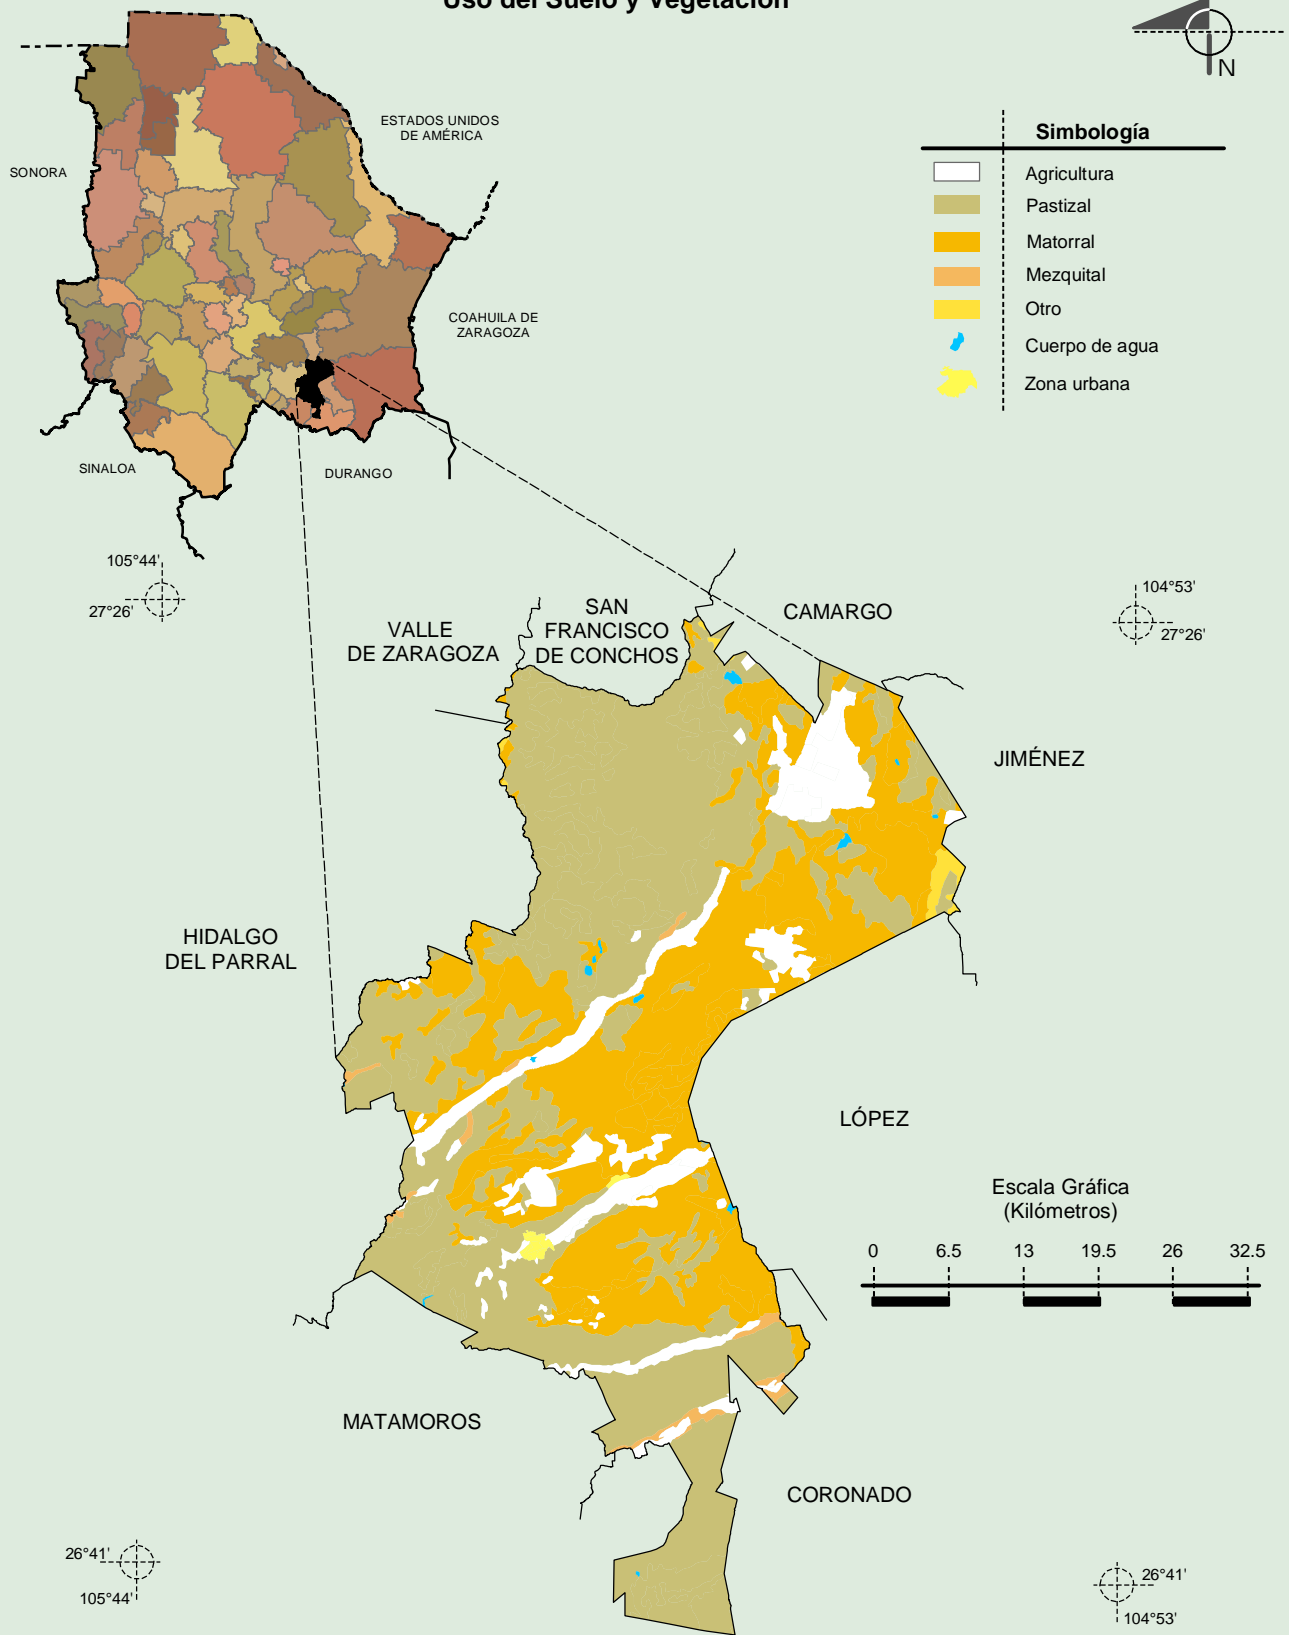 Uso del Suelo y Vegetación
N
ESTADOS UNIDOS
DE AMÉRICA
SONORA
COAHUILA DE
ZARAGOZA
SINALOA
DURANGO
Simbología
Agricultura
Pastizal
Matorral
Mezquital
Otro
Cuerpo de agua
Zona urbana
105°44'
27°26'
104°53'
27°26'
VALLE
DE ZARAGOZA
SAN
FRANCISCO
DE CONCHOS
CAMARGO
JIMÉNEZ
HIDALGO
DEL PARRAL
LÓPEZ
Escala Gráfica
(Kilómetros)
0 6.5 13 19.5 26 32.5
MATAMOROS
CORONADO
26°41'
105°44'
26°41'
104°53'